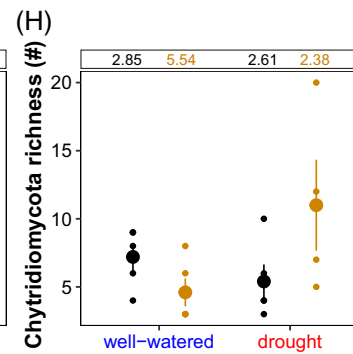 (H)
2.85 5.54 2.61 2.38
Chytridiomycota richness (#)
20
15
10
5
well−watered drought